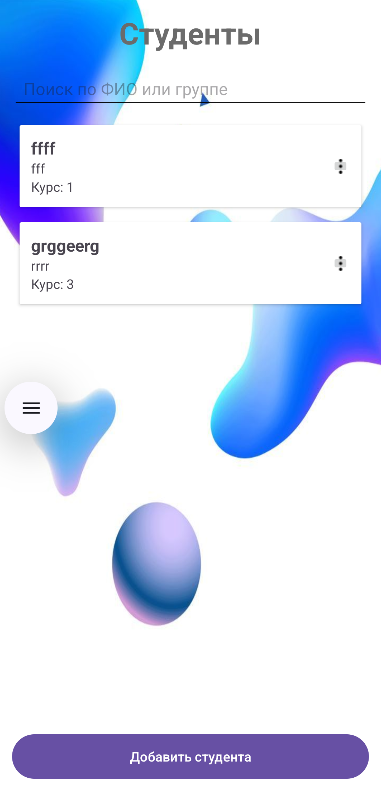 Студенты
Поиск по ФИО или группе
ffff
fff
Курс: 1
grggeerg
rrrr
Курс: 3
Добавить студента